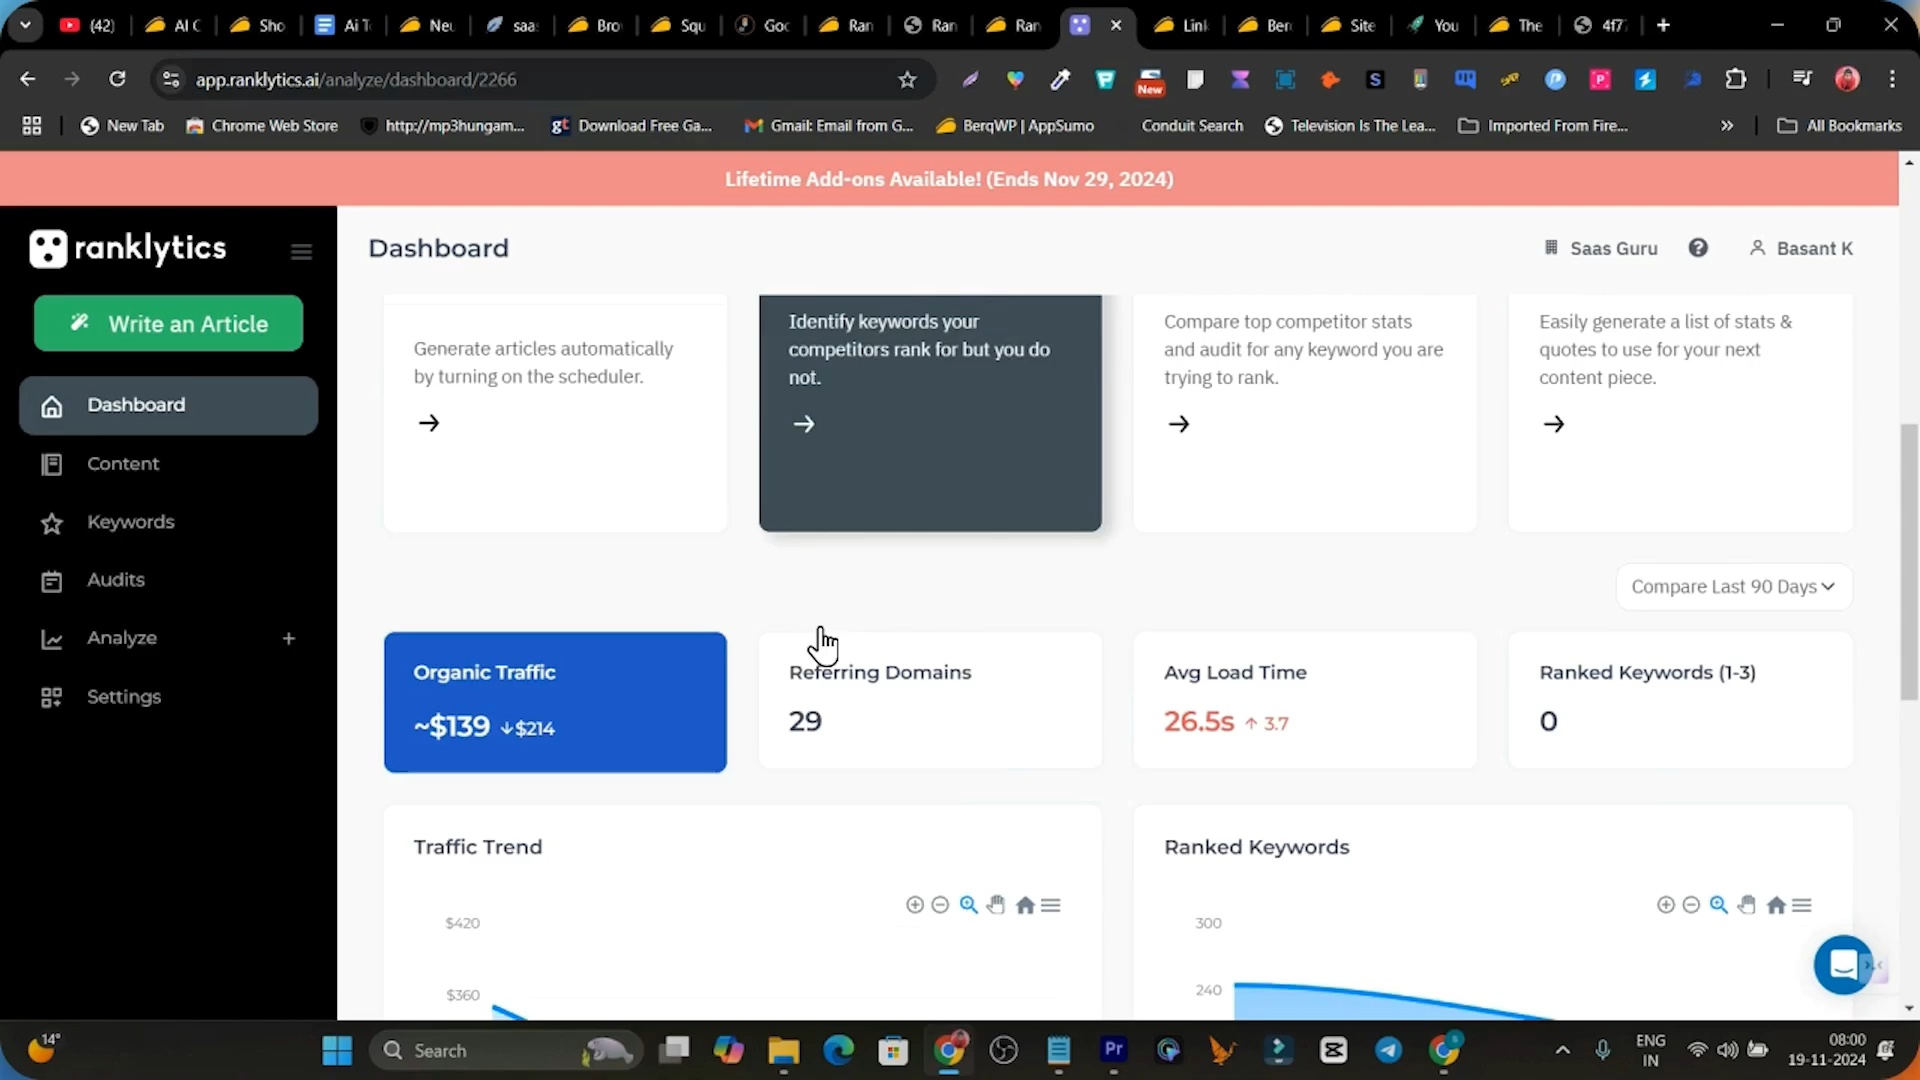 (42)
AI C
Sho
Ai T
Neu
saa
Bro
Squ
Goc
Ran
Ran
Ran
Link
Ber
Site
You
The
4f7
app.ranklytics.ai/analyze/dashboard/2266
New
New Tab
Chrome Web Store
http://mp3hungam...
gt
Download Free Ga...
Gmail: Email from G...
BerqWP | AppSumo
Conduit Search
Television Is The Lea...
Imported From Fire...
All Bookmarks
Lifetime Add-ons Available! (Ends Nov 29, 2024)
ranklytics
Write an Article
Dashboard
Content
Keywords
Audits
Analyze
Settings
Dashboard
Saas Guru
Basant K
Generate articles automatically
by turning on the scheduler.
Identify keywords your
competitors rank for but you do
not.
Compare top competitor stats
and audit for any keyword you are
trying to rank.
Easily generate a list of stats &
quotes to use for your next
content piece.
Compare Last 90 Days
Organic Traffic
~$139 ↓$214
Referring Domains
29
Avg Load Time
26.5s ↑ 3.7
Ranked Keywords (1-3)
0
Traffic Trend
$420
$360
Ranked Keywords
300
240
14°
Search
Pr
ENG
IN
08:00
19-11-2024